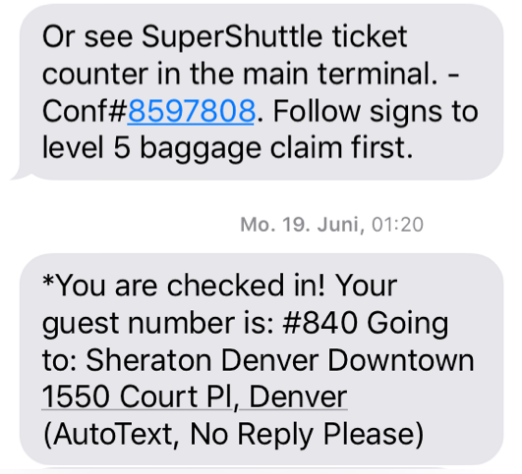 Or see SuperShuttle ticket
counter in the main terminal. -
Conf#8597808. Follow signs to
level 5 baggage claim first.
Mo. 19. Juni, 01:20
*You are checked in! Your
guest number is: #840 Going
to: Sheraton Denver Downtown
1550 Court Pl, Denver
(AutoText, No Reply Please)